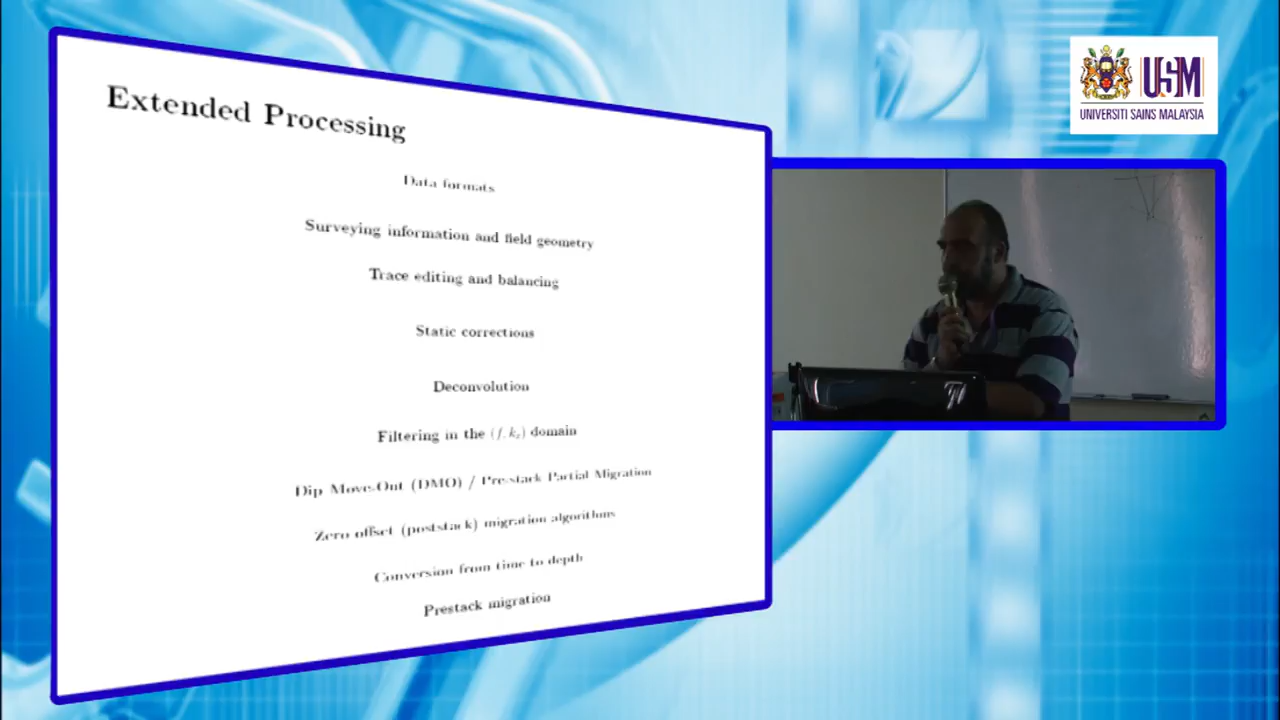 Extended Processing
Data formats
Surveying information and field geometry
Trace editing and balancing
Static corrections
Deconvolution
Filtering in the (f, kₓ) domain
Dip Move-Out (DMO) / Prestack Partial Migration
Zero offset (poststack) migration algorithms
Conversion from time to depth
Prestack migration
USM
UNIVERSITI SAINS MALAYSIA